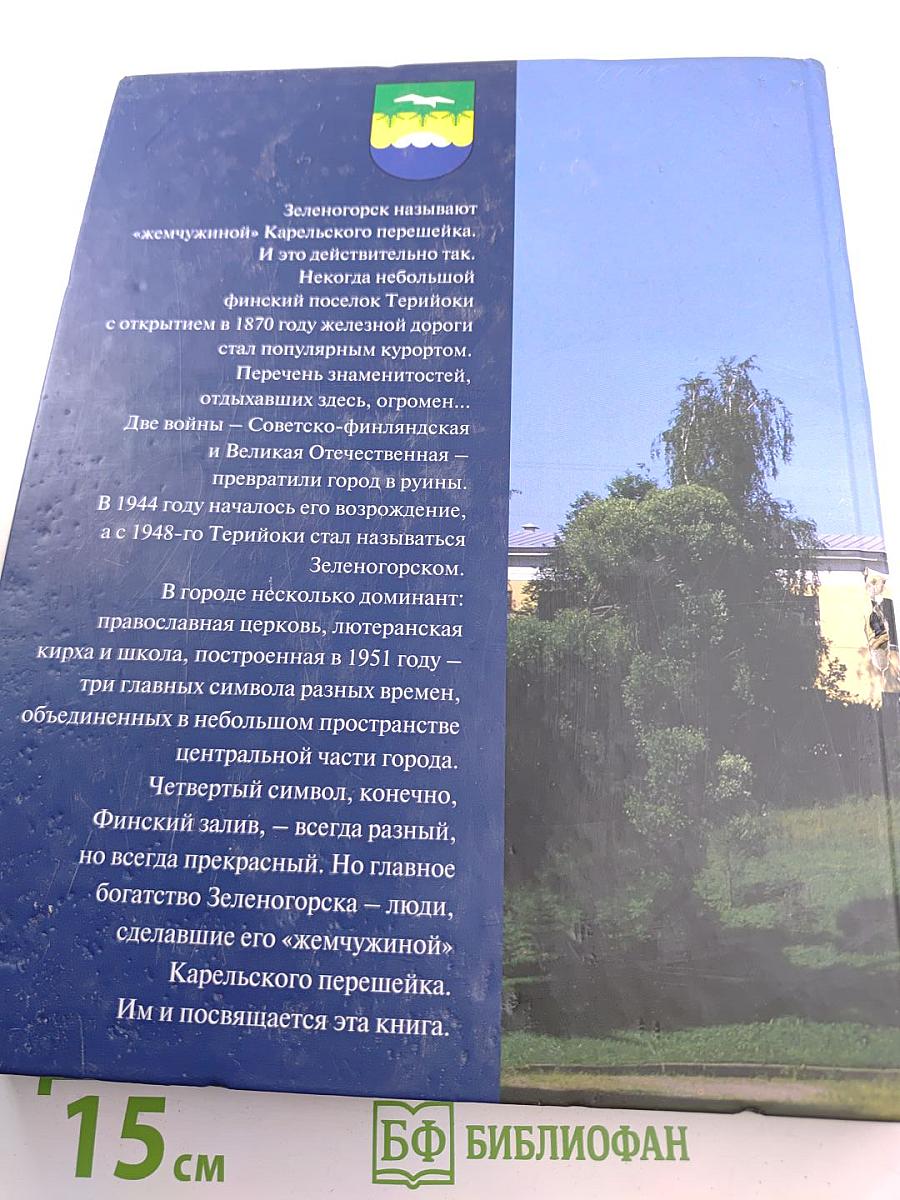 Зеленогорск называют
«жемчужиной» Карельского перешейка.
И это действительно так.
Некогда небольшой
финский поселок Терийоки
с открытием в 1870 году железной дороги
стал популярным курортом.
Перечень знаменитостей,
отдыхавших здесь, огромен...
Две войны – Советско-финляндская
и Великая Отечественная –
превратили город в руины.
В 1944 году началось его возрождение,
а с 1948-го Терийоки стал называться
Зеленогорском.
В городе несколько доминант:
православная церковь, лютеранская
кирха и школа, построенная в 1951 году –
три главных символа разных времен,
объединенных в небольшом пространстве
центральной части города.
Четвертый символ, конечно,
Финский залив, – всегда разный,
но всегда прекрасный. Но главное
богатство Зеленогорска – люди,
сделавшие его «жемчужиной»
Карельского перешейка.
Им и посвящается эта книга.
15 см
БФ БИБЛИОФАН